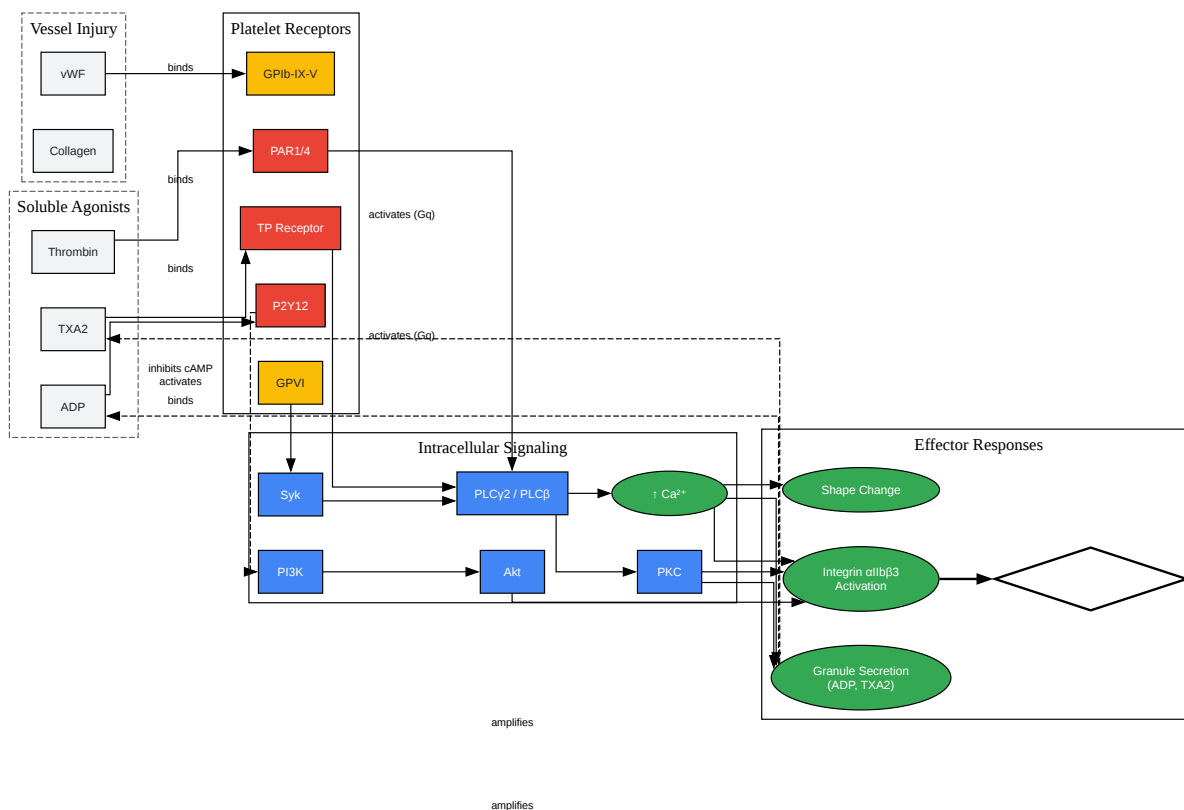 Vessel Injury
vWF
Collagen
Soluble Agonists
Thrombin
TXA2
ADP
binds
binds
binds
inhibits cAMP
activates
binds
Platelet Receptors
GPIb-IX-V
PAR1/4
TP Receptor
P2Y12
GPVI
activates (Gq)
activates (Gq)
Intracellular Signaling
Syk
PLCγ2 / PLCβ
↑ Ca²⁺
PI3K
Akt
PKC
Effector Responses
Shape Change
Integrin αIIbβ3
Activation
Granule Secretion
(ADP, TXA2)
amplifies
amplifies